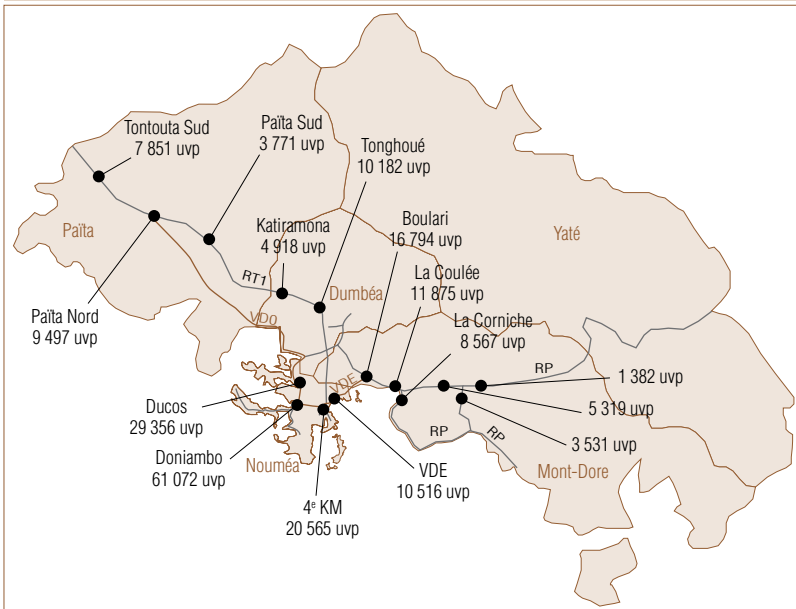 Tontouta Sud
7 851 uvp
Païta Sud
3 771 uvp
Tonghoué
10 182 uvp
Katiramona
4 918 uvp
Boulari
16 794 uvp
Yaté
Païta
La Coulée
11 875 uvp
RT1
Dumbéa
La Corniche
8 567 uvp
Païta Nord
9 497 uvp
VDO
RP
VDE
1 382 uvp
5 319 uvp
3 531 uvp
Ducos
29 356 uvp
RP
RP
Doniambo
61 072 uvp
Nouméa
VDE
10 516 uvp
Mont-Dore
4e KM
20 565 uvp